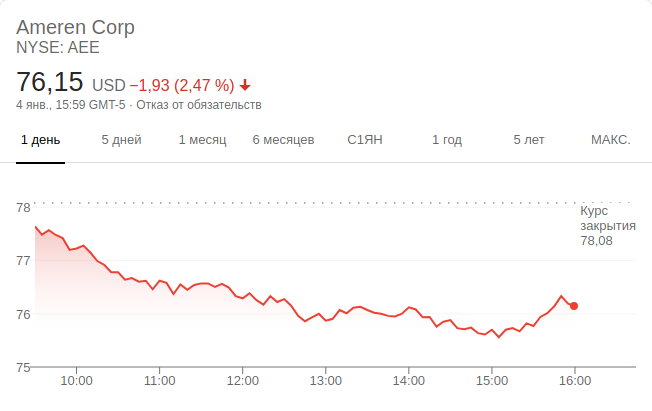 Ameren Corp
NYSE: AEE
76,15 USD −1,93 (2,47 %)
4 янв., 15:59 GMT-5 · Отказ от обязательств
1 день 5 дней 1 месяц 6 месяцев С1ЯН 1 год 5 лет МАКС.
78
Курс
закрытия
78,08
77
76
75
10:00 11:00 12:00 13:00 14:00 15:00 16:00